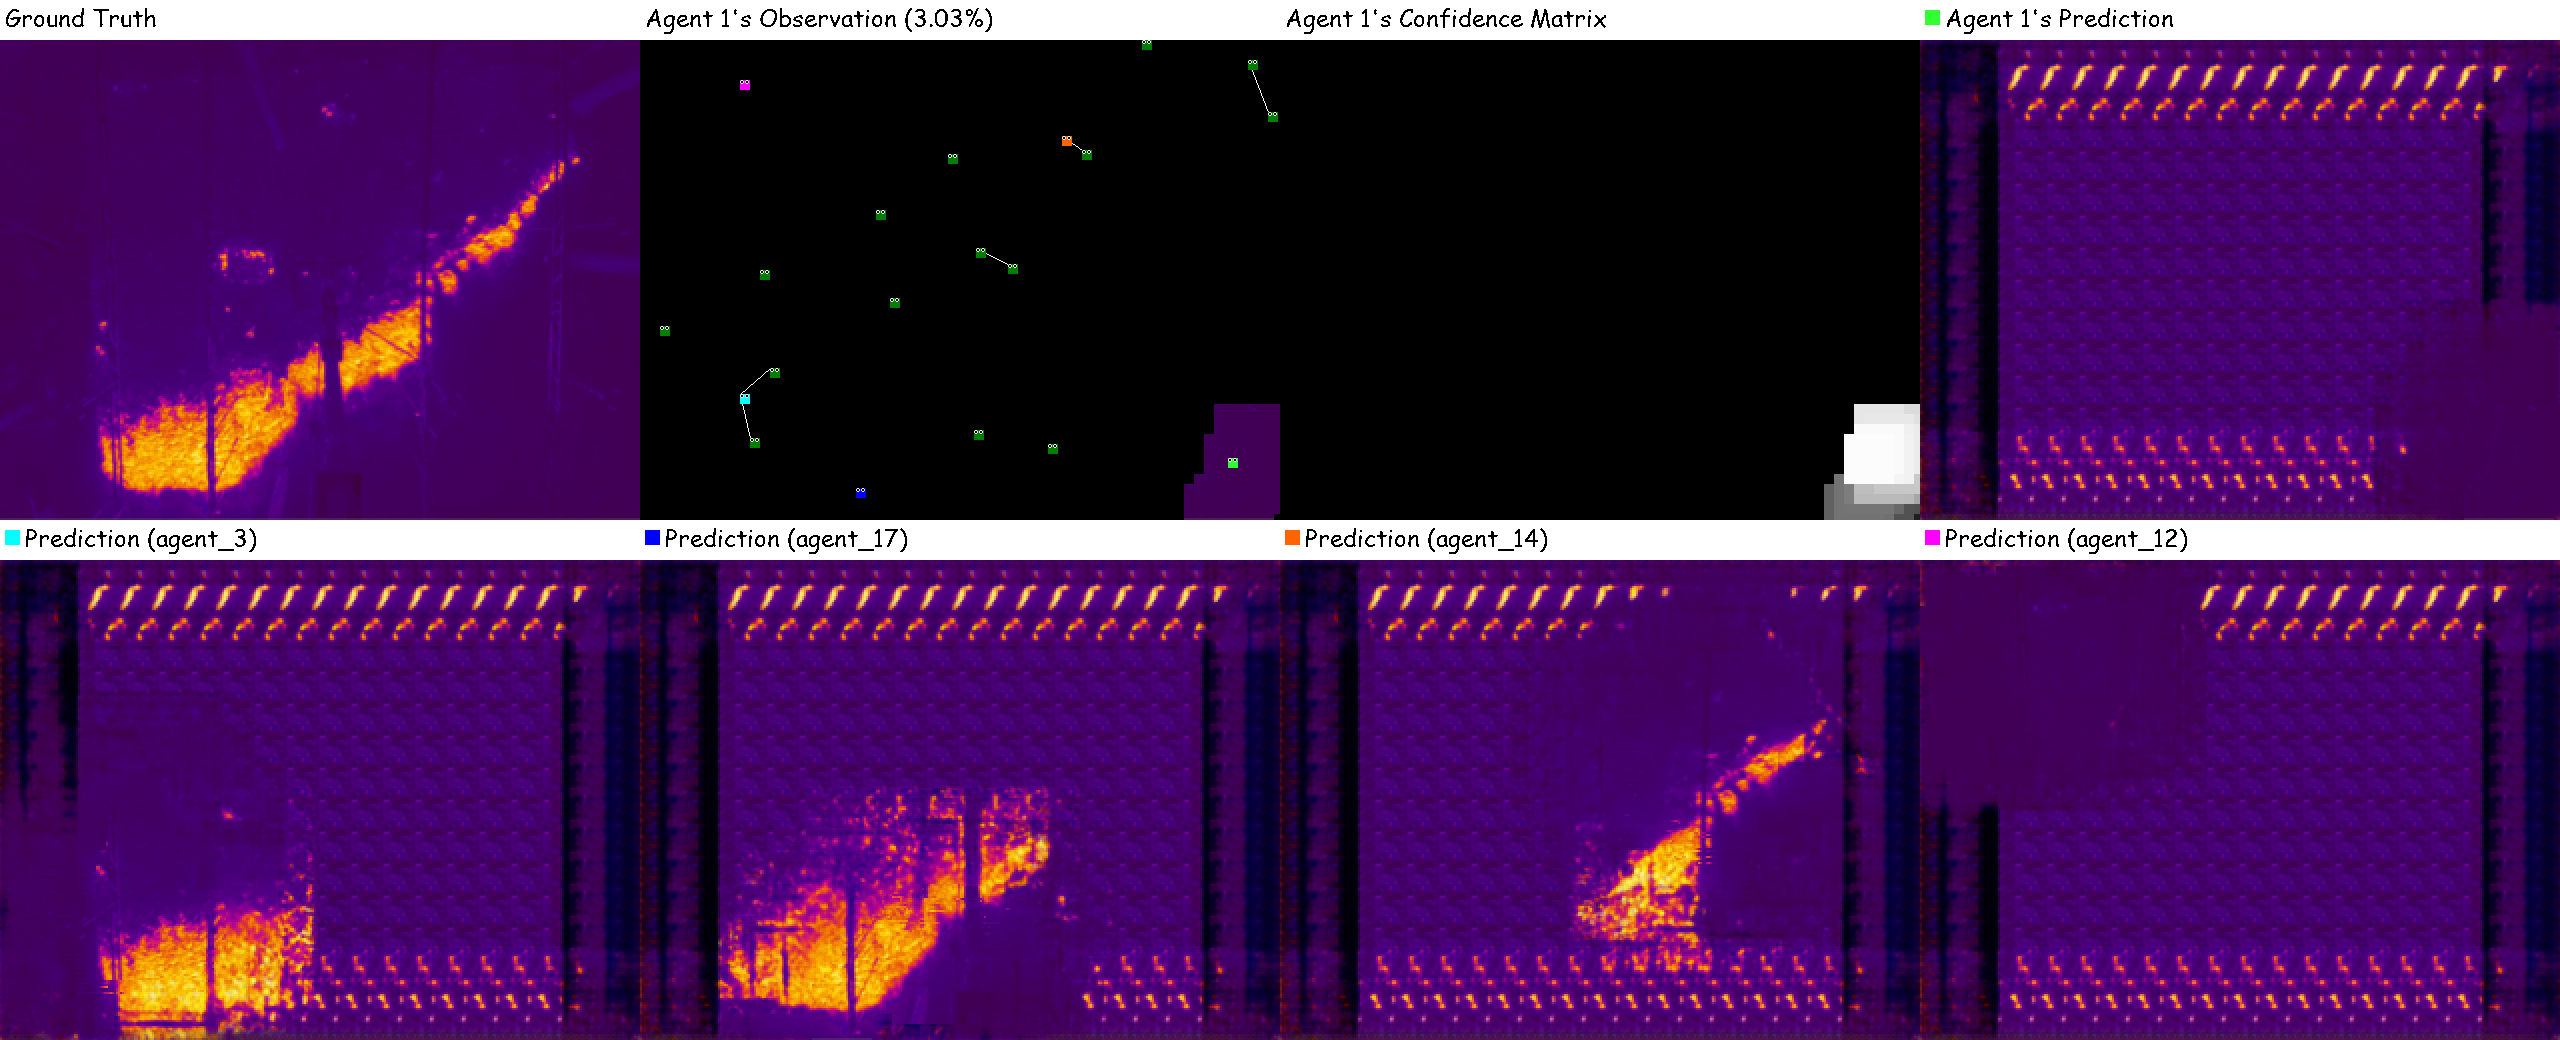 Ground Truth
Agent 1's Observation (3.03%)
Agent 1's Confidence Matrix
Agent 1's Prediction
Prediction (agent_3)
Prediction (agent_17)
Prediction (agent_14)
Prediction (agent_12)